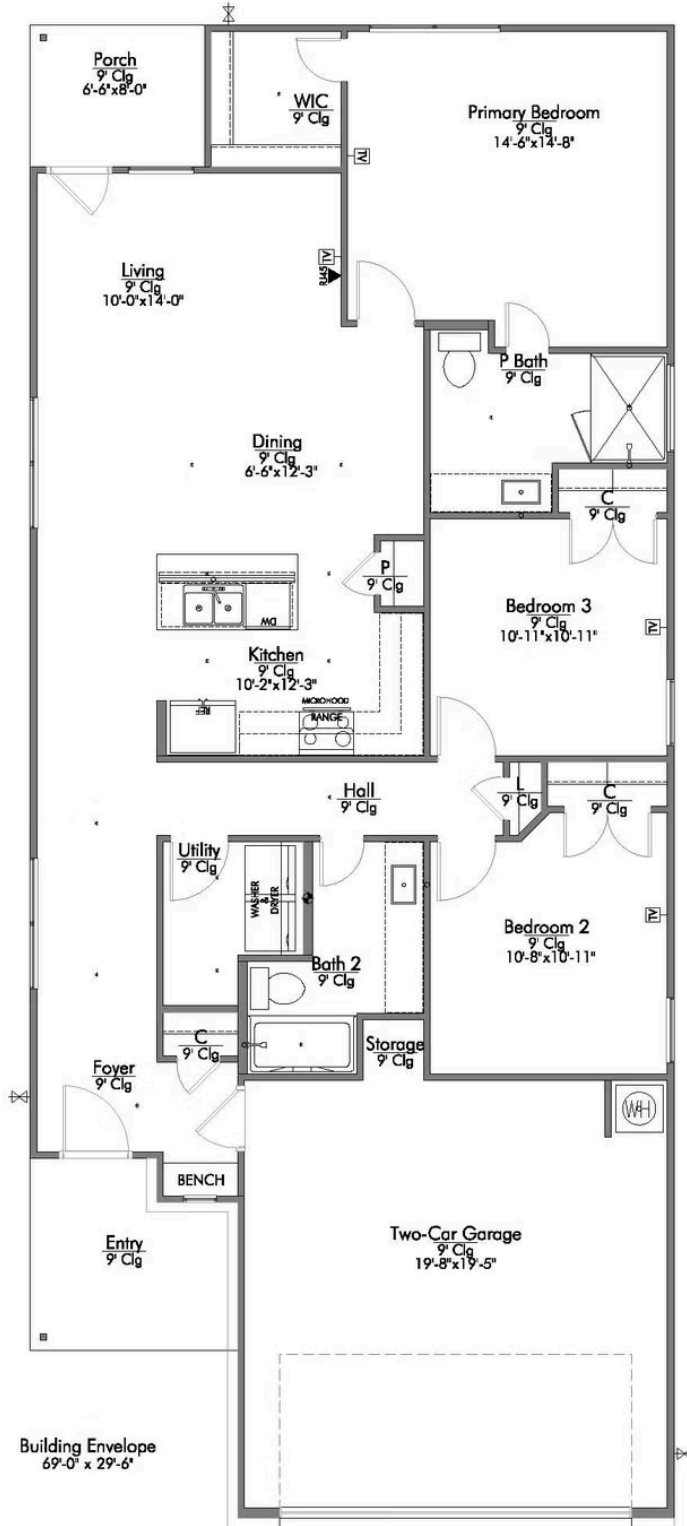 Porch
9' Clg
6'-6"x8'-0"
WIC
9' Clg
Primary Bedroom
9' Clg
14'-6"x14'-8"
TV
Living
9' Clg
10'-0"x14'-0"
TV
RJ45
P Bath
9' Clg
Dining
9' Clg
6'-6"x12'-3"
C
9' Clg
P
9' Clg
Bedroom 3
9' Clg
10'-11"x10'-11"
TV
DW
Kitchen
9' Clg
10'-2"x12'-3"
REF
MICROHOOD
RANGE
Hall
9' Clg
L
9' Clg
C
9' Clg
Utility
9' Clg
WASHER
&
DRYER
Bedroom 2
9' Clg
10'-8"x10'-11"
TV
Bath 2
9' Clg
C
9' Clg
Storage
9' Clg
Foyer
9' Clg
WH
BENCH
Entry
9' Clg
Two-Car Garage
9' Clg
19'-8"x19'-5"
Building Envelope
69'-0" x 29'-6"